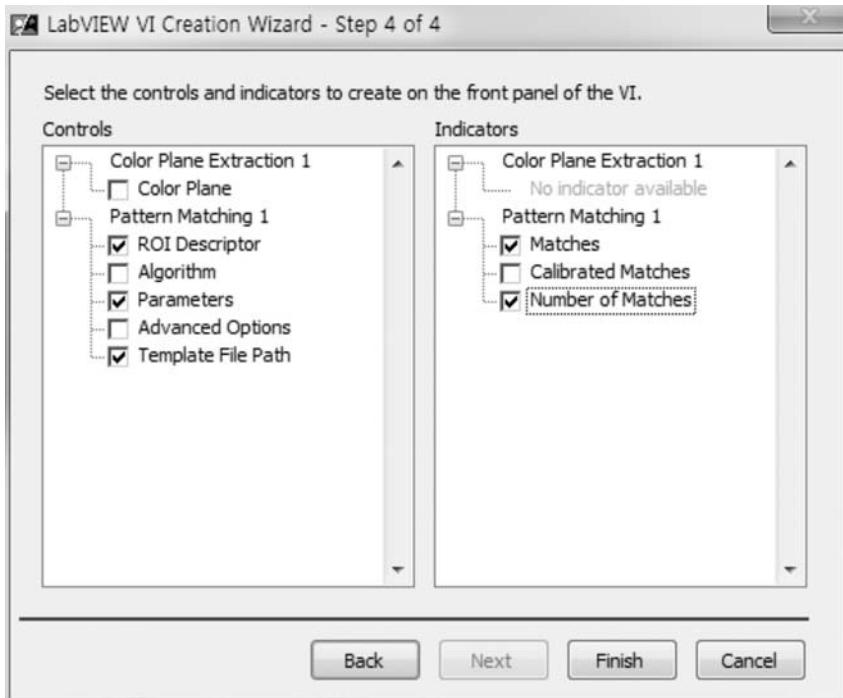 LabVIEW VI Creation Wizard - Step 4 of 4
Select the controls and indicators to create on the front panel of the VI.
Controls
Color Plane Extraction 1
Color Plane
Pattern Matching 1
ROI Descriptor
Algorithm
Parameters
Advanced Options
Template File Path
Indicators
Color Plane Extraction 1
No indicator available
Pattern Matching 1
Matches
Calibrated Matches
Number of Matches
Back
Next
Finish
Cancel